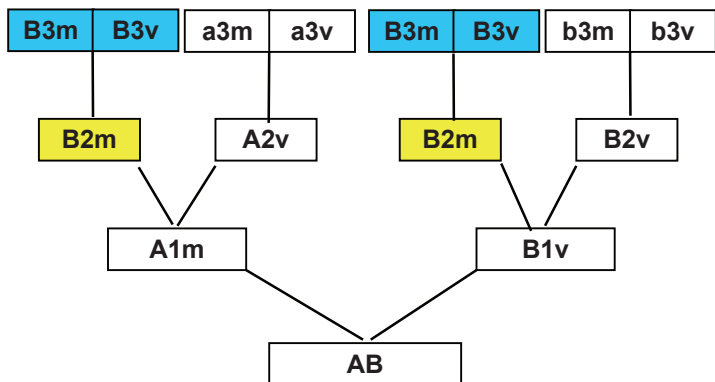 B3m B3v a3m a3v B3m B3v b3m b3v
B2m A2v B2m B2v
A1m B1v
AB